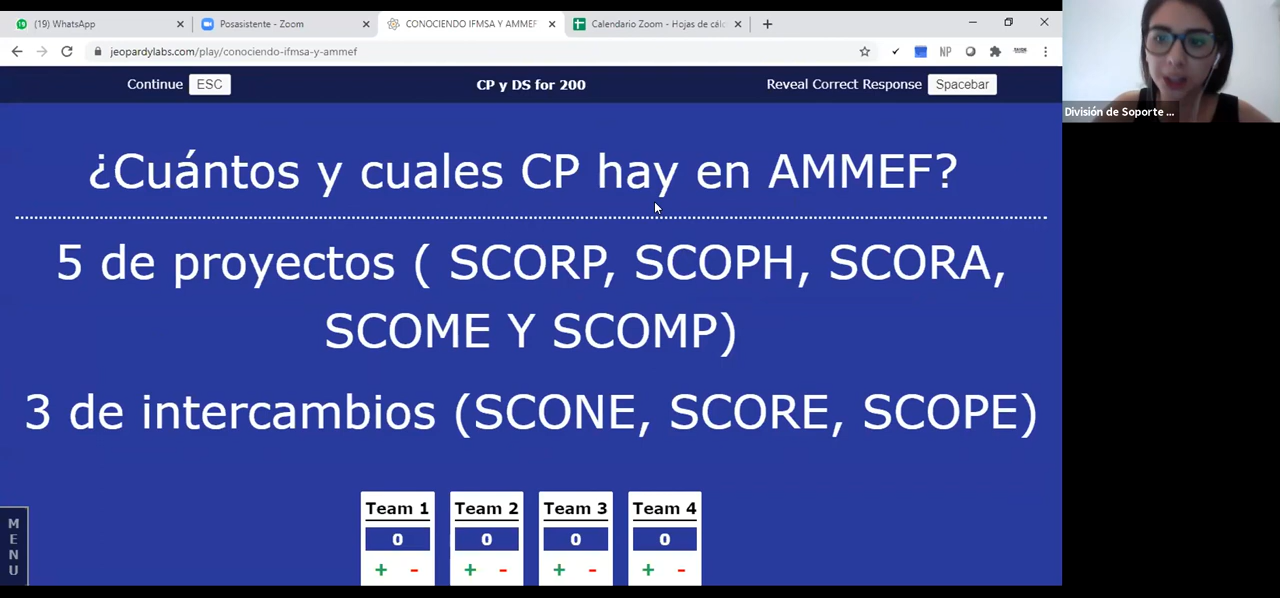 (19) WhatsApp
Posasistente - Zoom
CONOCIENDO IFMSA Y AMMEF
Calendario Zoom - Hojas de cálc
jeopardylabs.com/play/conociendo-ifmsa-y-ammef
NP
Continue ESC
CP y DS for 200
Reveal Correct Response Spacebar
División de Soporte ...
¿Cuántos y cuales CP hay en AMMEF?
5 de proyectos ( SCORP, SCOPH, SCORA,
SCOME Y SCOMP)
3 de intercambios (SCONE, SCORE, SCOPE)
MENU
Team 1 Team 2 Team 3 Team 4
0 0 0 0
+ - + - + - + -